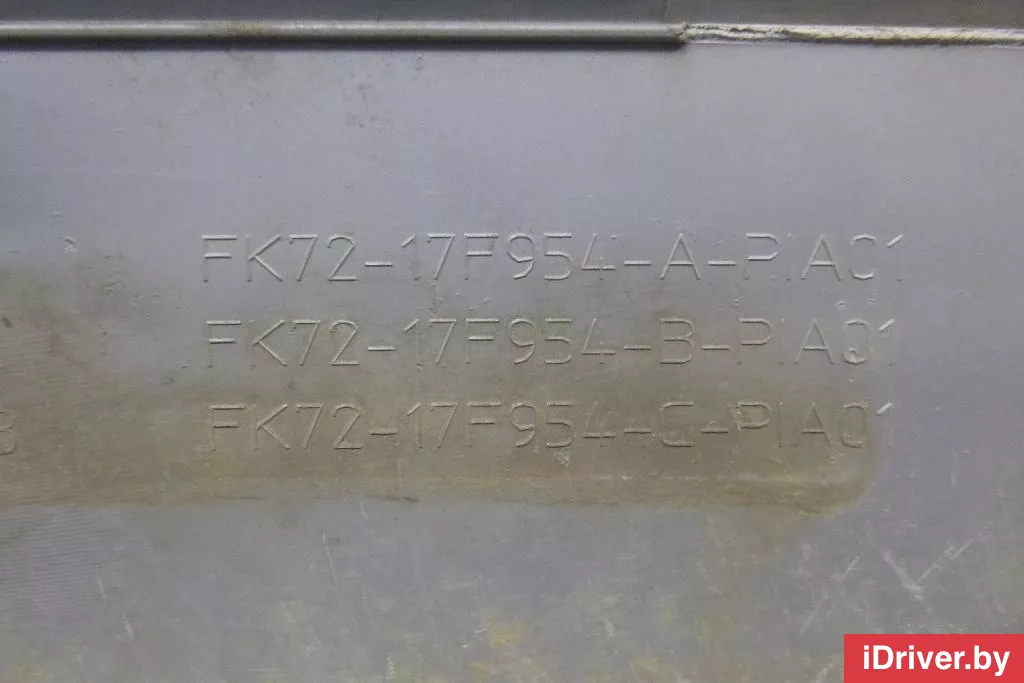 FK72-17F954-A-PIA01
FK72-17F954-B-PIA01
FK72-17F954-C-PIA01
iDriver.by